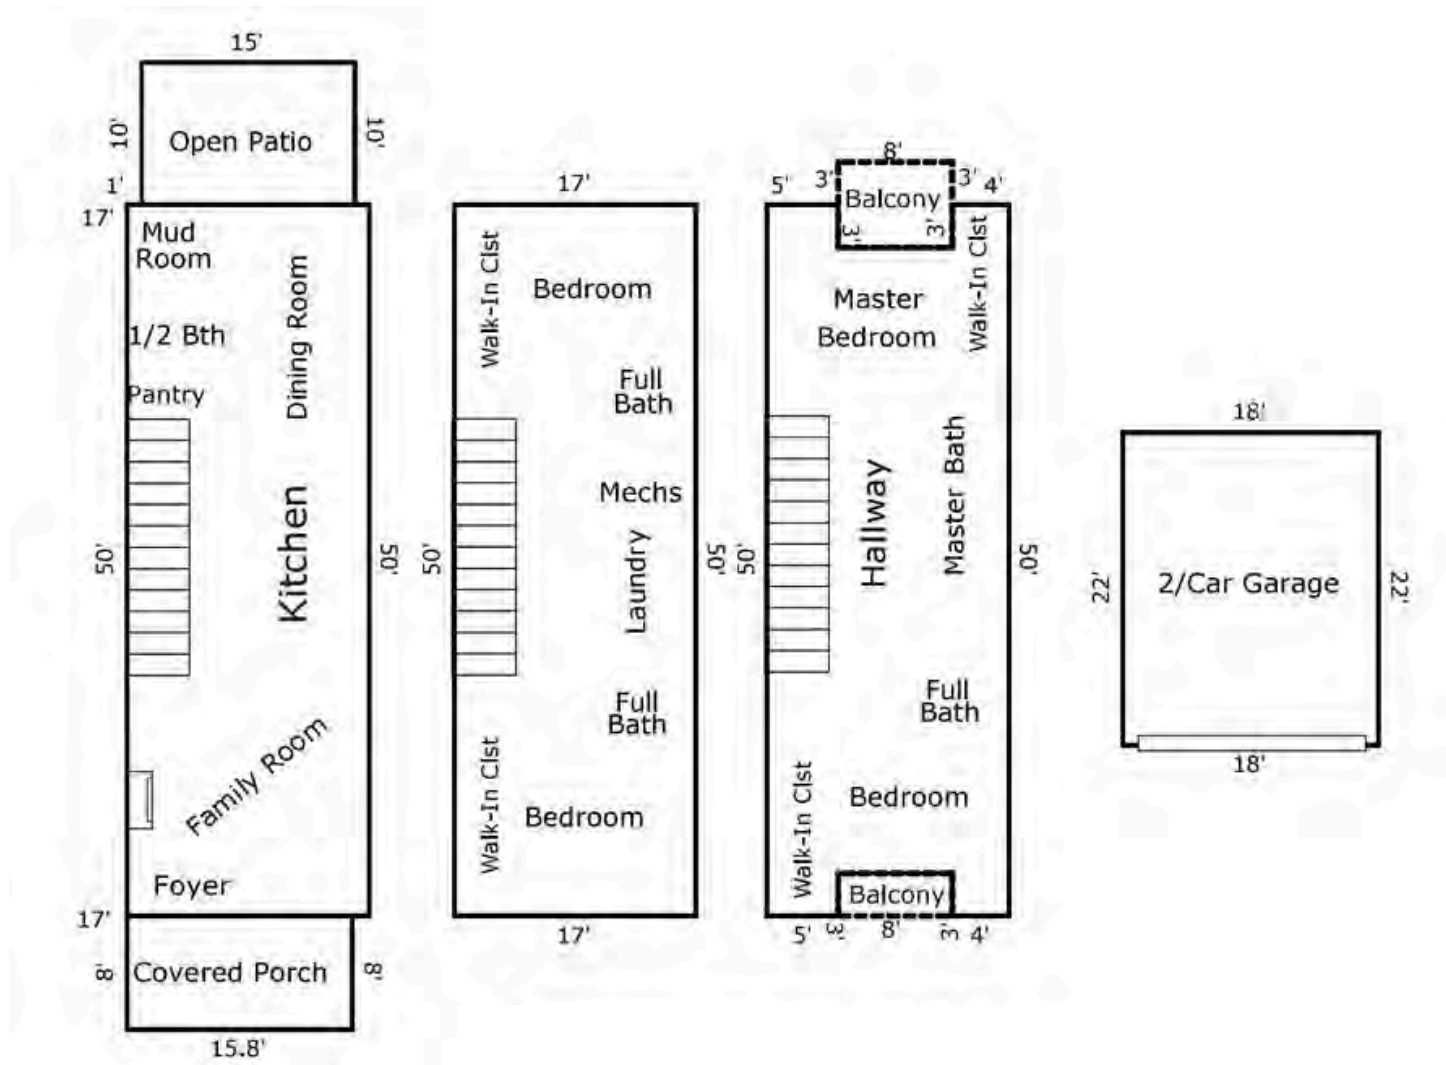 15'
10'
Open Patio
10'
1'
17'
Mud
Room
1/2 Bth
Dining Room
Pantry
Kitchen
50'
50'
Family Room
Foyer
17'
8'
Covered Porch
8'
15.8'
17'
Walk-In Clst
Bedroom
Full
Bath
Mechs
50'
Laundry
50'
Full
Bath
Walk-In Clst
Bedroom
17'
8'
5'
3'
3'
4'
Balcony
3'
3'
Walk-In Clst
Master
Bedroom
Hallway
Master Bath
50'
50'
Full
Bath
Walk-In Clst
Bedroom
Balcony
5'
3'
8'
3'
4'
18'
22'
2/Car Garage
22'
18'